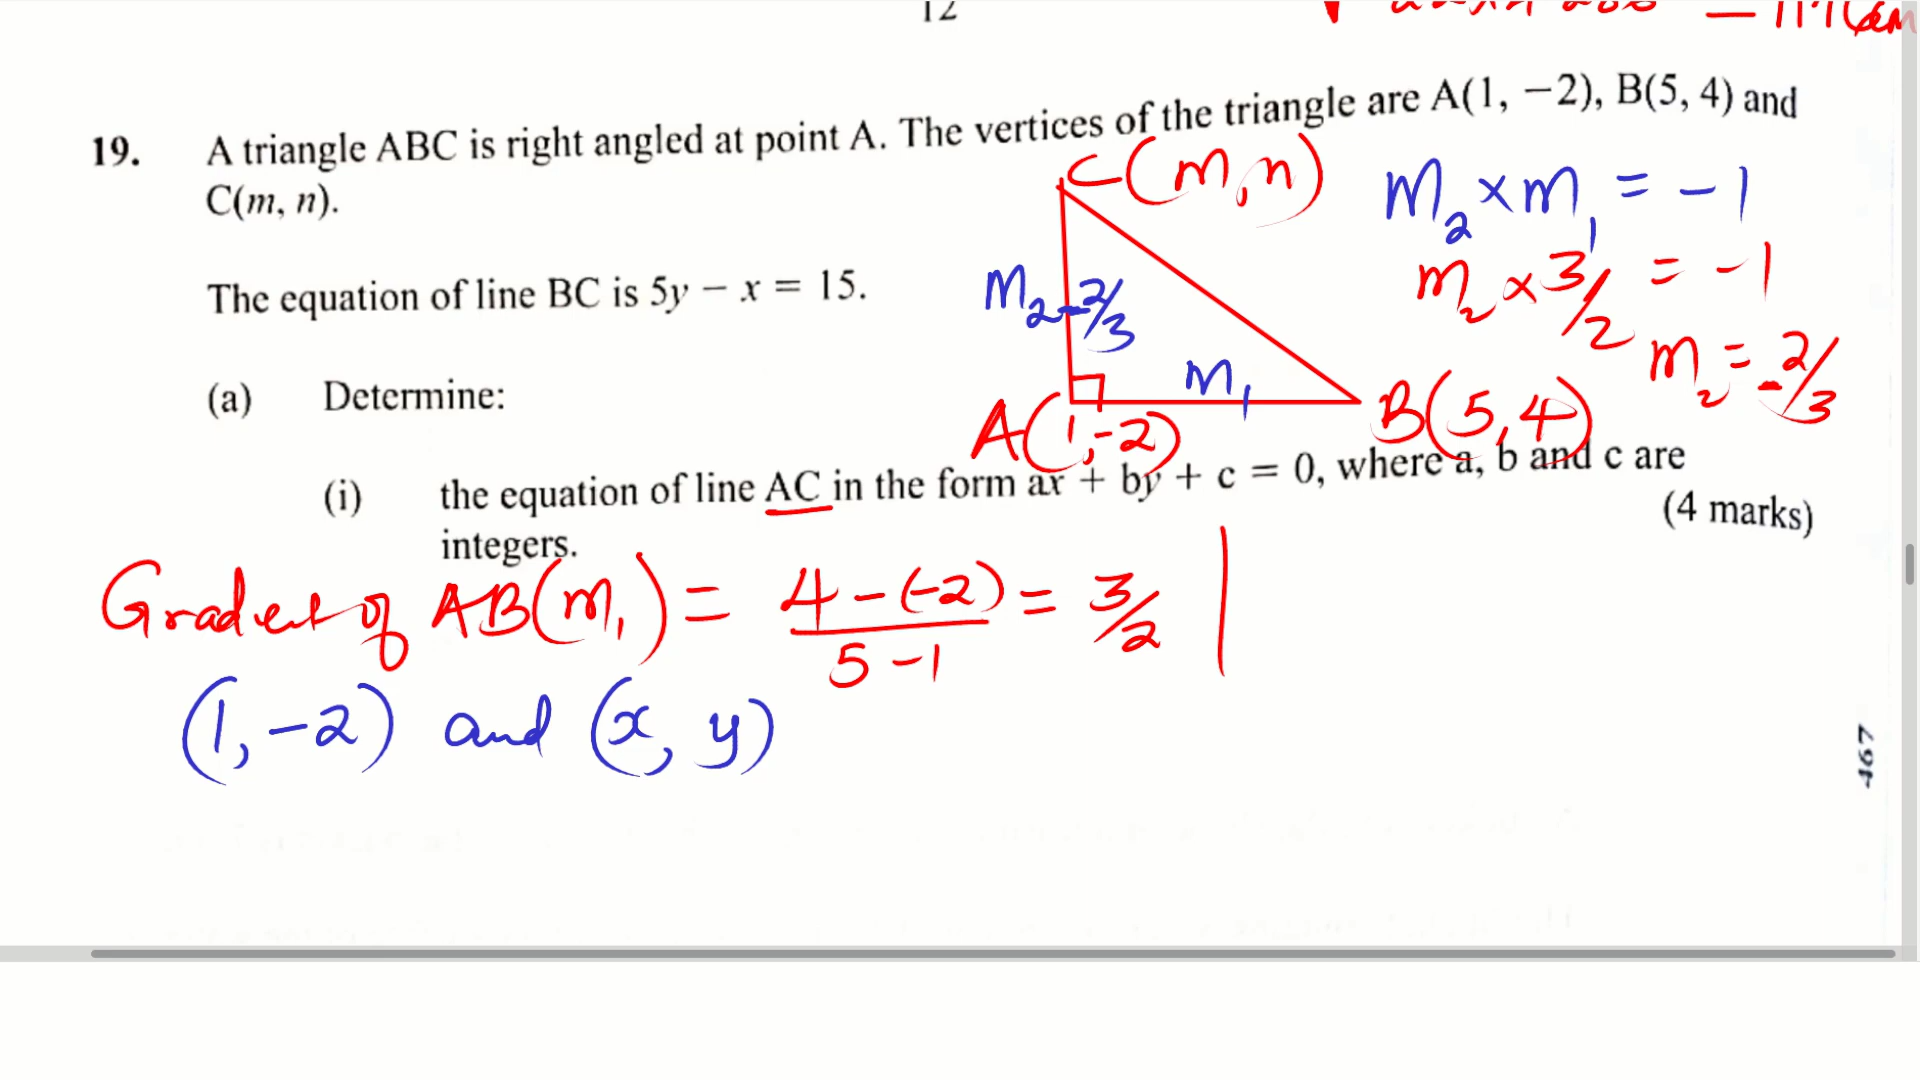 12
19. A triangle ABC is right angled at point A. The vertices of the triangle are A(1, −2), B(5, 4) and
C(m, n).
C(m,n)
M₂ × m₁ = −1
m₂ × 3/2 = −1
m₂ = −2/3
The equation of line BC is 5y − x = 15.
M₂ −2/3
m₁
A(1,−2)
B(5,4)
(a) Determine:
(i) the equation of line AC in the form ax + by + c = 0, where a, b and c are
integers.
(4 marks)
Gradient of AB(m₁) = 4 − (−2) / 5 − 1 = 3/2
(1, −2) and (x, y)
497